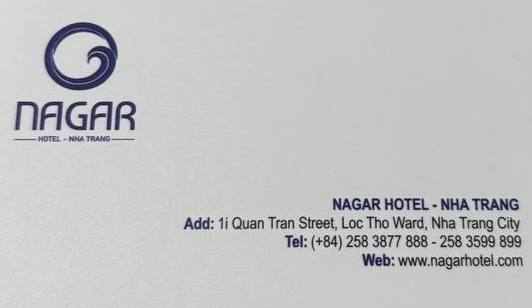 NAGAR
HOTEL - NHA TRANG
NAGAR HOTEL - NHA TRANG
Add: 1i Quan Tran Street, Loc Tho Ward, Nha Trang City
Tel: (+84) 258 3877 888 - 258 3599 899
Web: www.nagarhotel.com